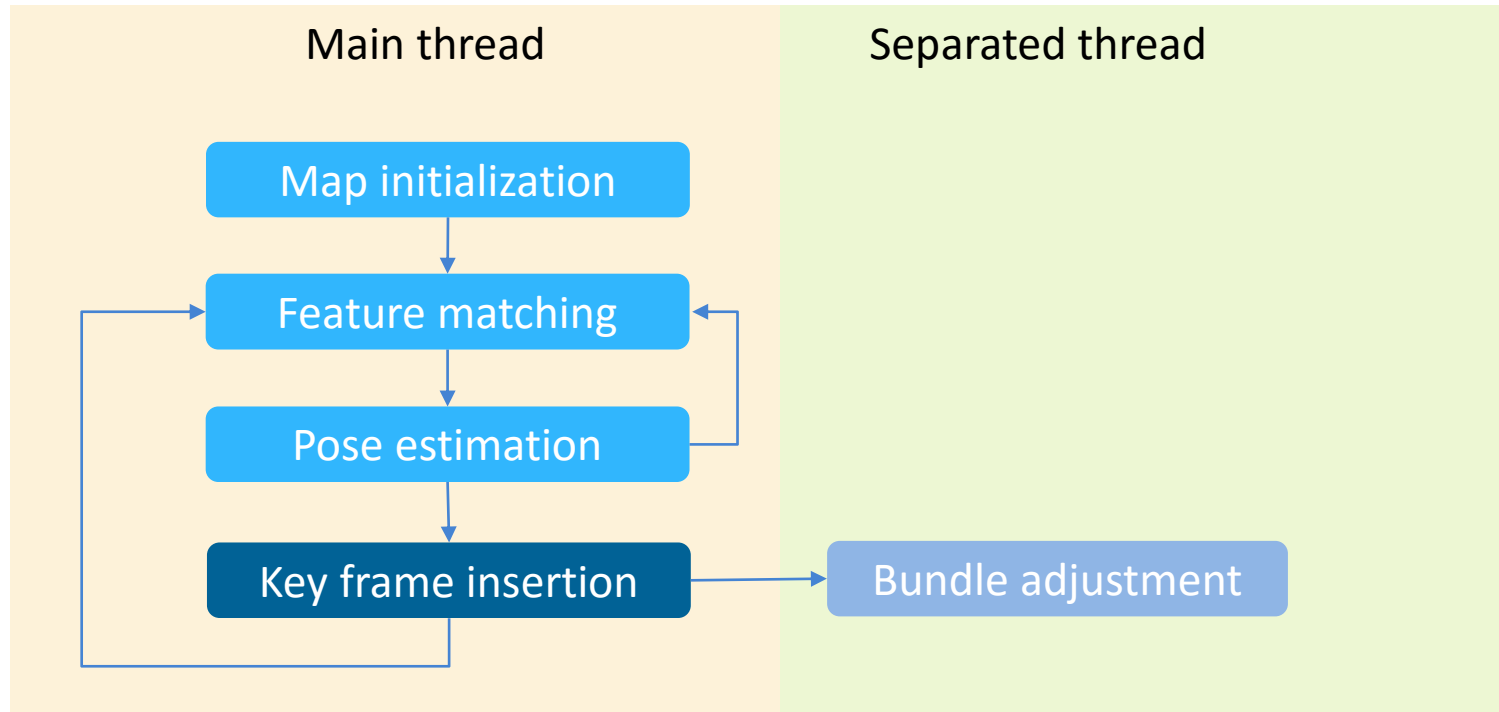 Main thread
Separated thread
Map initialization
Feature matching
Pose estimation
Key frame insertion
Bundle adjustment